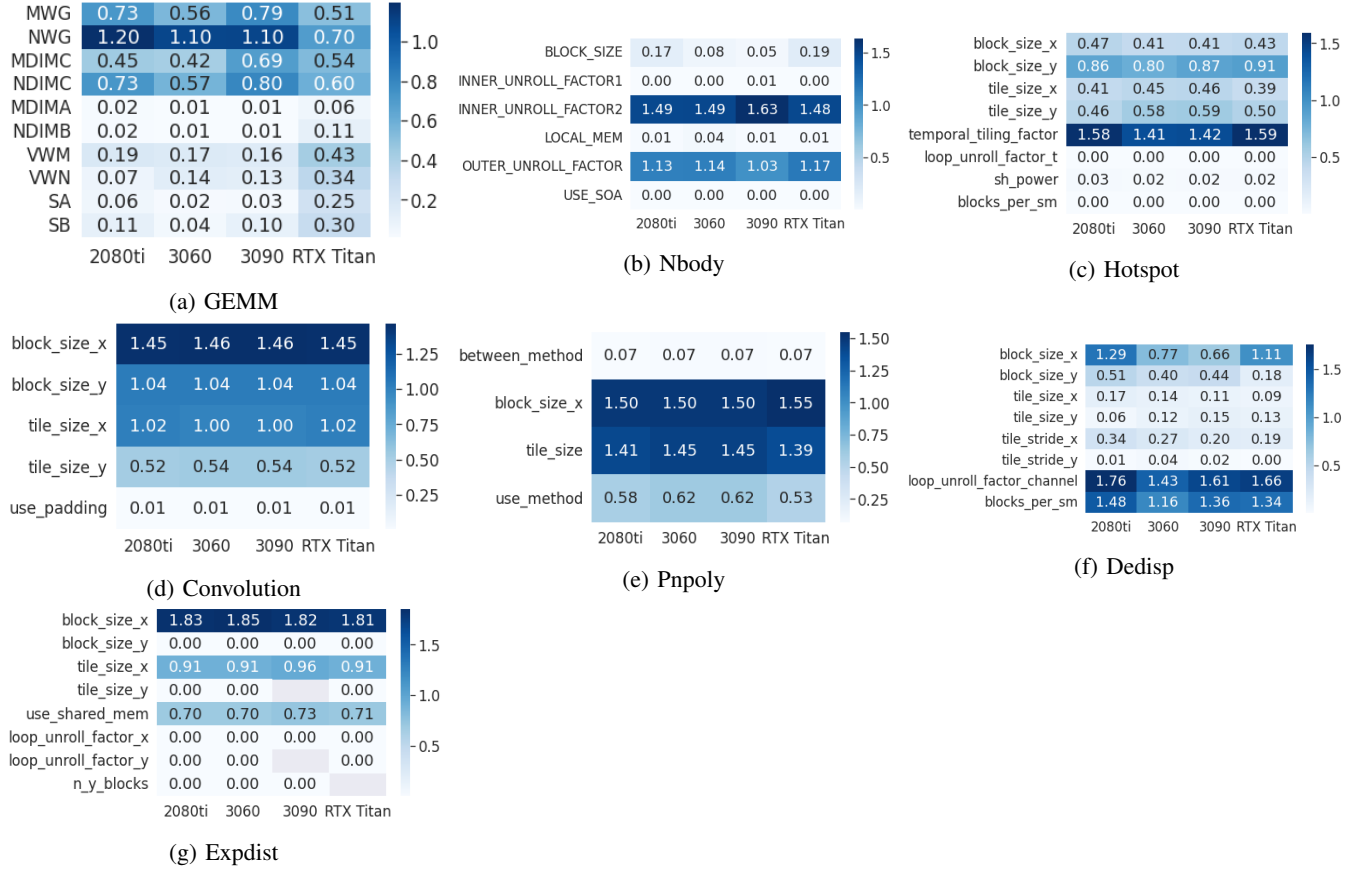 MWG 0.73 0.56 0.79 0.51
NWG 1.20 1.10 1.10 0.70
MDIMC 0.45 0.42 0.69 0.54
NDIMC 0.73 0.57 0.80 0.60
MDIMA 0.02 0.01 0.01 0.06
NDIMB 0.02 0.01 0.01 0.11
VWM 0.19 0.17 0.16 0.43
VWN 0.07 0.14 0.13 0.34
SA 0.06 0.02 0.03 0.25
SB 0.11 0.04 0.10 0.30
2080ti 3060 3090 RTX Titan
1.0
0.8
0.6
0.4
0.2
(a) GEMM
BLOCK_SIZE 0.17 0.08 0.05 0.19
INNER_UNROLL_FACTOR1 0.00 0.00 0.01 0.00
INNER_UNROLL_FACTOR2 1.49 1.49 1.63 1.48
LOCAL_MEM 0.01 0.04 0.01 0.01
OUTER_UNROLL_FACTOR 1.13 1.14 1.03 1.17
USE_SOA 0.00 0.00 0.00 0.00
2080ti 3060 3090 RTX Titan
1.5
1.0
0.5
(b) Nbody
block_size_x 0.47 0.41 0.41 0.43
block_size_y 0.86 0.80 0.87 0.91
tile_size_x 0.41 0.45 0.46 0.39
tile_size_y 0.46 0.58 0.59 0.50
temporal_tiling_factor 1.58 1.41 1.42 1.59
loop_unroll_factor_t 0.00 0.00 0.00 0.00
sh_power 0.03 0.02 0.02 0.02
blocks_per_sm 0.00 0.00 0.00 0.00
2080ti 3060 3090 RTX Titan
1.5
1.0
0.5
(c) Hotspot
block_size_x 1.45 1.46 1.46 1.45
block_size_y 1.04 1.04 1.04 1.04
tile_size_x 1.02 1.00 1.00 1.02
tile_size_y 0.52 0.54 0.54 0.52
use_padding 0.01 0.01 0.01 0.01
2080ti 3060 3090 RTX Titan
1.25
1.00
0.75
0.50
0.25
(d) Convolution
between_method 0.07 0.07 0.07 0.07
block_size_x 1.50 1.50 1.50 1.55
tile_size 1.41 1.45 1.45 1.39
use_method 0.58 0.62 0.62 0.53
2080ti 3060 3090 RTX Titan
1.50
1.25
1.00
0.75
0.50
0.25
(e) Pnpoly
block_size_x 1.29 0.77 0.66 1.11
block_size_y 0.51 0.40 0.44 0.18
tile_size_x 0.17 0.14 0.11 0.09
tile_size_y 0.06 0.12 0.15 0.13
tile_stride_x 0.34 0.27 0.20 0.19
tile_stride_y 0.01 0.04 0.02 0.00
loop_unroll_factor_channel 1.76 1.43 1.61 1.66
blocks_per_sm 1.48 1.16 1.36 1.34
2080ti 3060 3090 RTX Titan
1.5
1.0
0.5
(f) Dedisp
block_size_x 1.83 1.85 1.82 1.81
block_size_y 0.00 0.00 0.00 0.00
tile_size_x 0.91 0.91 0.96 0.91
tile_size_y 0.00 0.00 0.00
use_shared_mem 0.70 0.70 0.73 0.71
loop_unroll_factor_x 0.00 0.00 0.00 0.00
loop_unroll_factor_y 0.00 0.00 0.00
n_y_blocks 0.00 0.00 0.00
2080ti 3060 3090 RTX Titan
1.5
1.0
0.5
(g) Expdist